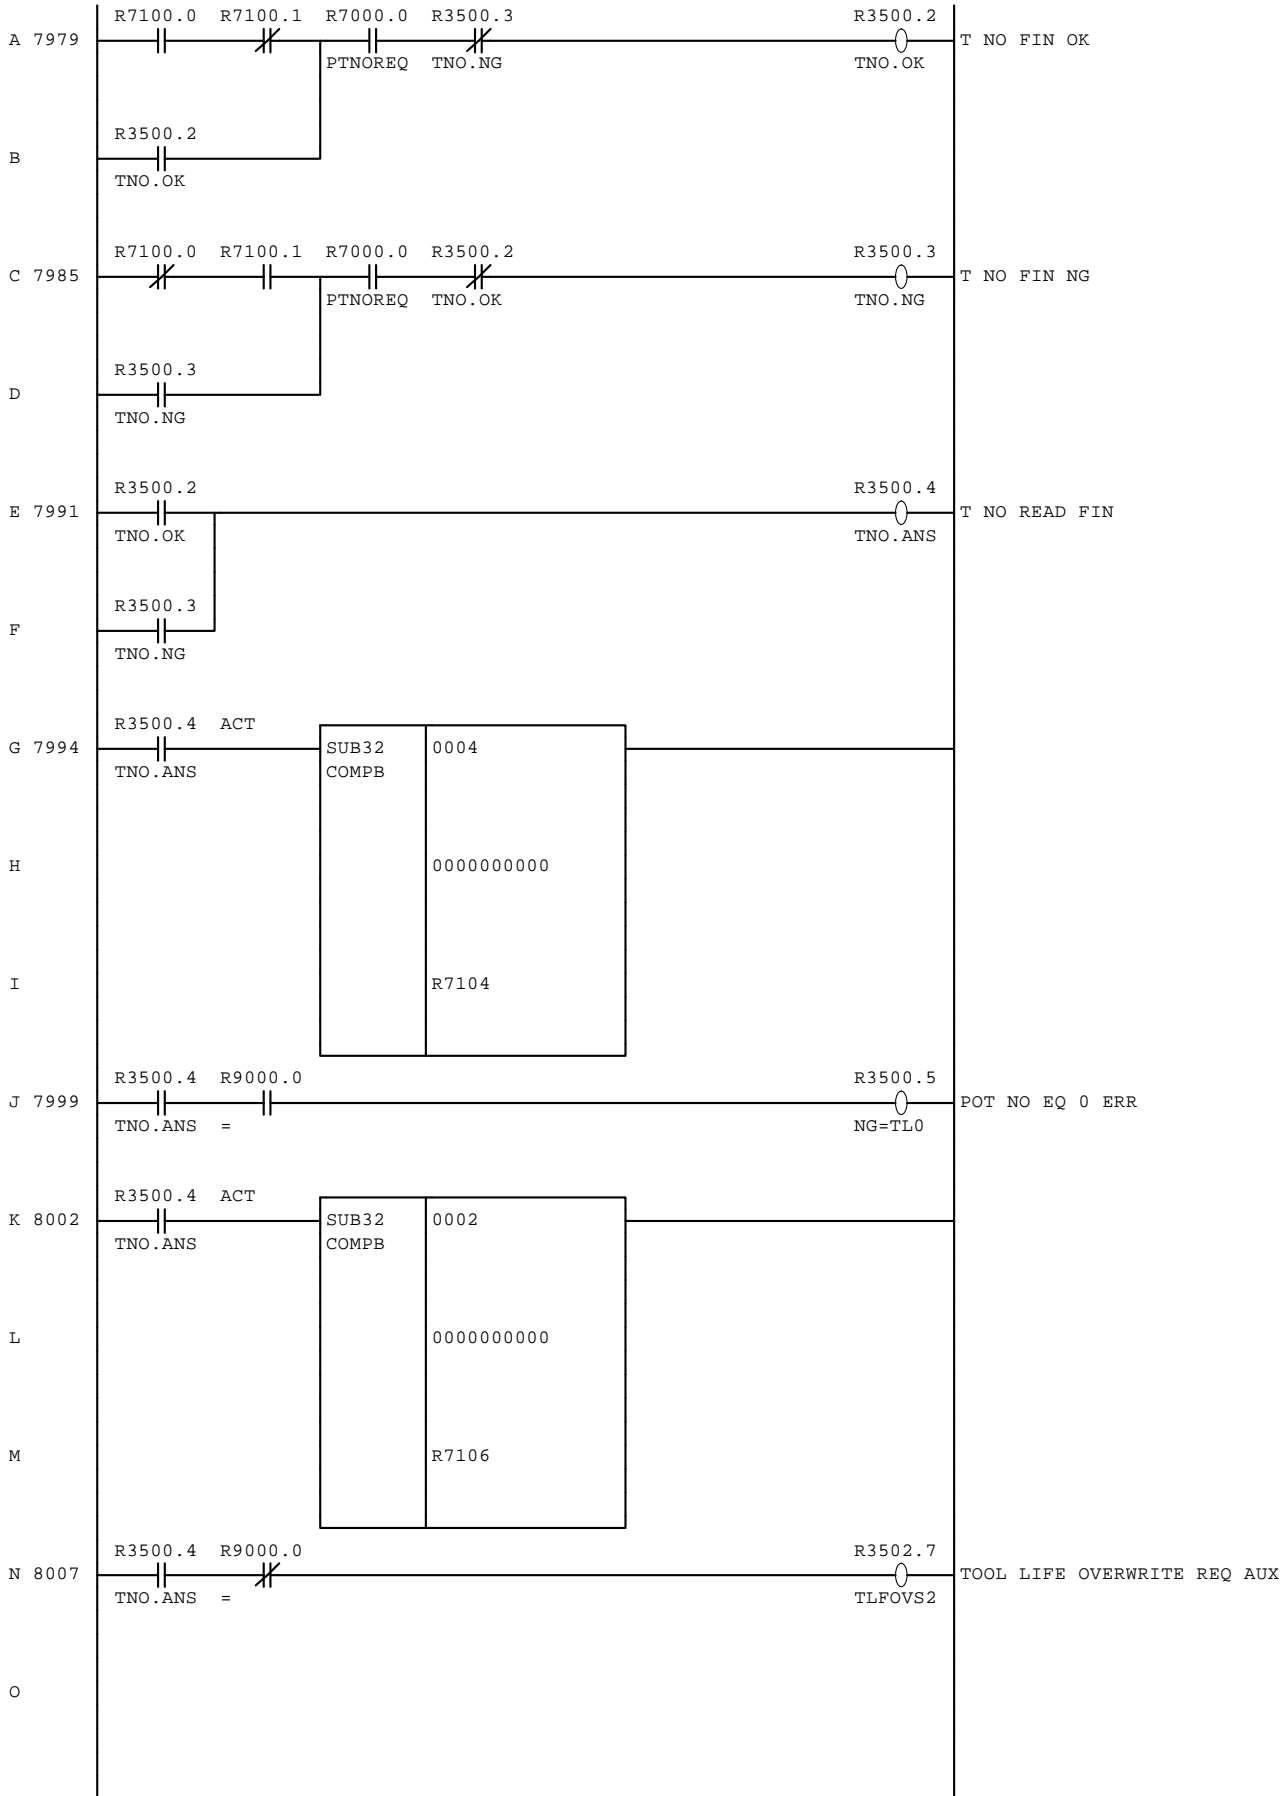 R7100.0 R7100.1 R7000.0 R3500.3 R3500.2
A 7979 T NO FIN OK
PTNOREQ TNO.NG TNO.OK
R3500.2
B
TNO.OK
R7100.0 R7100.1 R7000.0 R3500.2 R3500.3
C 7985 T NO FIN NG
PTNOREQ TNO.OK TNO.NG
R3500.3
D
TNO.NG
R3500.2 R3500.4
E 7991 T NO READ FIN
TNO.OK TNO.ANS
R3500.3
F
TNO.NG
R3500.4 ACT
G 7994 SUB32 0004
TNO.ANS COMPB
H 0000000000
I R7104
R3500.4 R9000.0 R3500.5
J 7999 POT NO EQ 0 ERR
TNO.ANS = NG=TL0
R3500.4 ACT
K 8002 SUB32 0002
TNO.ANS COMPB
L 0000000000
M R7106
R3500.4 R9000.0 R3502.7
N 8007 TOOL LIFE OVERWRITE REQ AUX
TNO.ANS = TLFOVS2
O